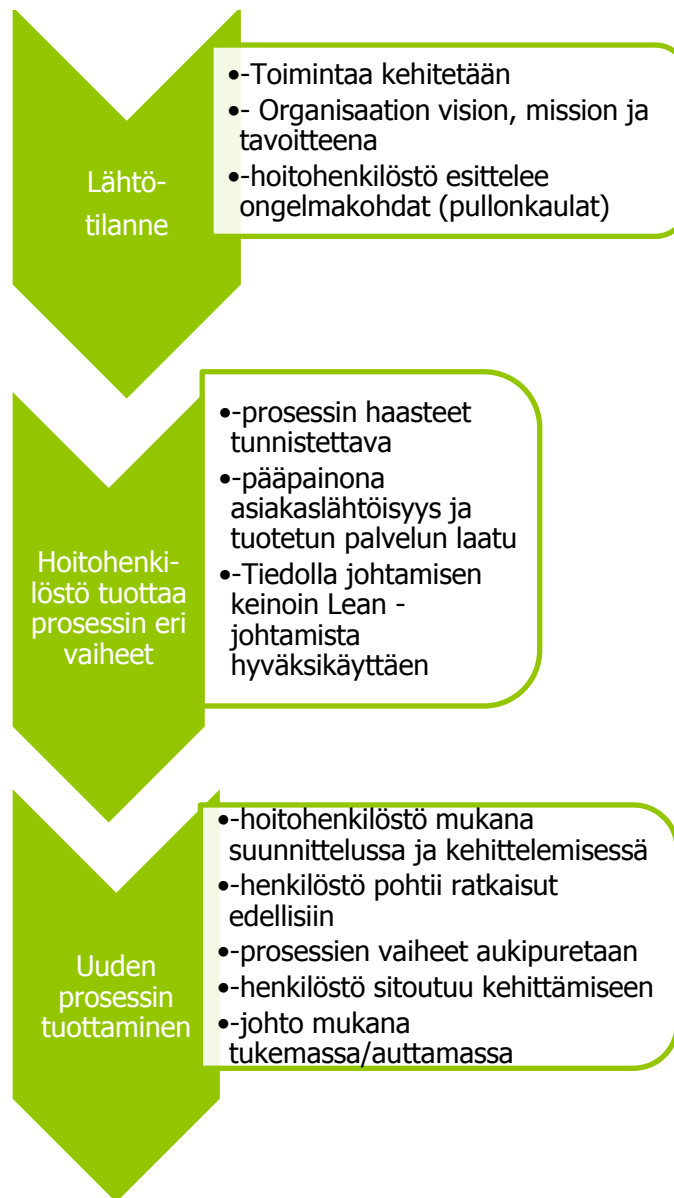 Lähtö-
tilanne
•-Toimintaa kehitetään
•- Organisaation vision, mission ja
tavoitteena
•-hoitohenkilöstö esittelee
ongelmakohdat (pullonkaulat)
Hoitohenki-
löstö tuottaa
prosessin eri
vaiheet
•-prosessin haasteet
tunnistettava
•-pääpainona
asiakaslähtöisyys ja
tuotetun palvelun laatu
•-Tiedolla johtamisen
keinoin Lean -
johtamista
hyväksikäyttäen
Uuden
prosessin
tuottaminen
•-hoitohenkilöstö mukana
suunnittelussa ja kehittelemisessä
•-henkilöstö pohtii ratkaisut
edellisiin
•-prosessien vaiheet aukipuretaan
•-henkilöstö sitoutuu kehittämiseen
•-johto mukana
tukemassa/auttamassa